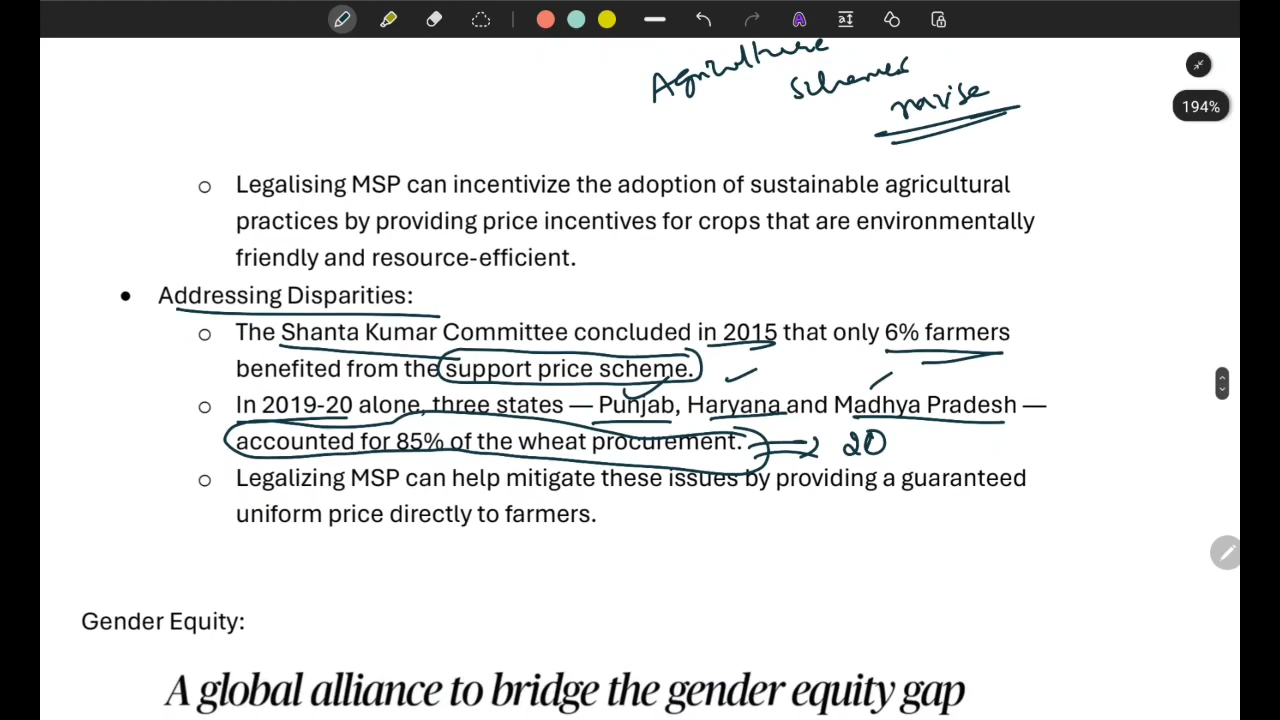 194%
Agriculture
schemes
revise
Legalising MSP can incentivize the adoption of sustainable agricultural
practices by providing price incentives for crops that are environmentally
friendly and resource-efficient.
Addressing Disparities:
The Shanta Kumar Committee concluded in 2015 that only 6% farmers
benefited from the support price scheme.
In 2019-20 alone, three states — Punjab, Haryana and Madhya Pradesh —
accounted for 85% of the wheat procurement. 20
Legalizing MSP can help mitigate these issues by providing a guaranteed
uniform price directly to farmers.
Gender Equity:
A global alliance to bridge the gender equity gap